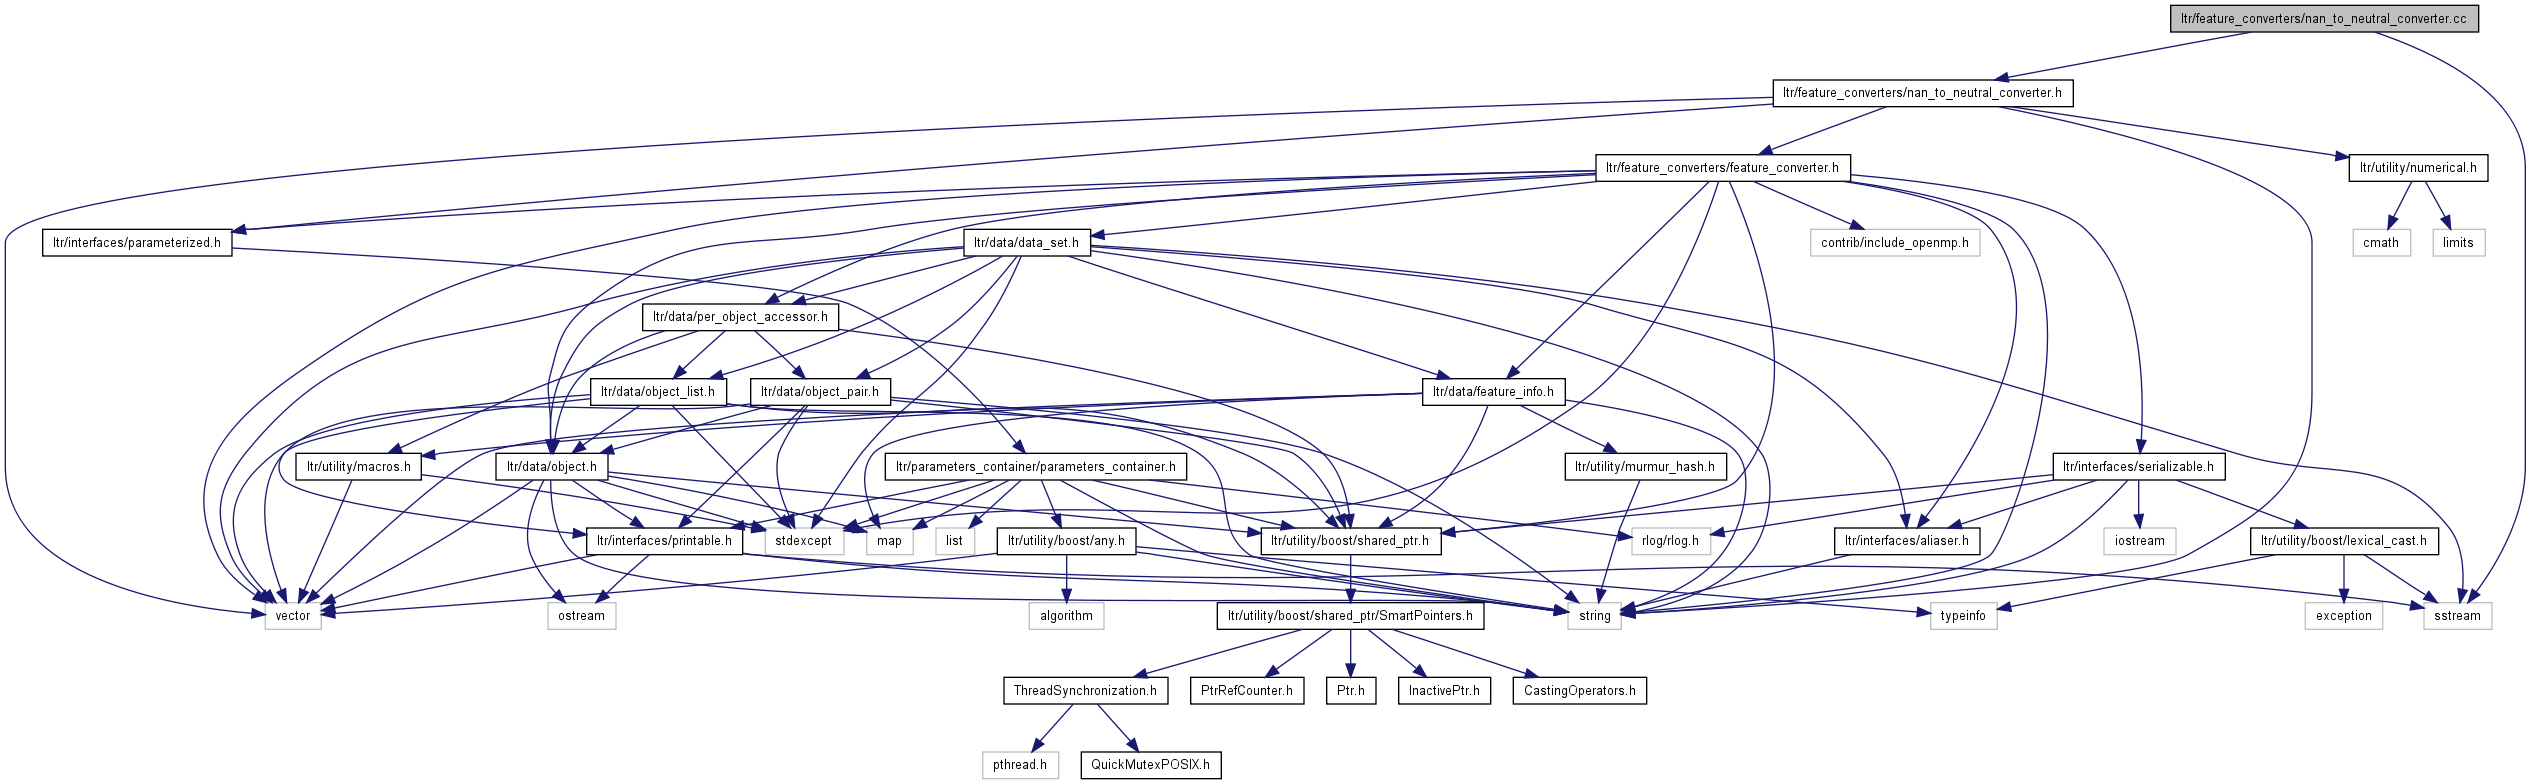 ltr/feature_converters/nan_to_neutral_converter.cc
ltr/feature_converters/nan_to_neutral_converter.h
ltr/feature_converters/feature_converter.h
ltr/utility/numerical.h
ltr/interfaces/parameterized.h
ltr/data/data_set.h
contrib/include_openmp.h
cmath
limits
ltr/data/per_object_accessor.h
ltr/data/object_list.h
ltr/data/object_pair.h
ltr/data/feature_info.h
ltr/utility/macros.h
ltr/data/object.h
ltr/parameters_container/parameters_container.h
ltr/utility/murmur_hash.h
ltr/interfaces/serializable.h
ltr/interfaces/printable.h
stdexcept
map
list
ltr/utility/boost/any.h
ltr/utility/boost/shared_ptr.h
rlog/rlog.h
ltr/interfaces/aliaser.h
iostream
ltr/utility/boost/lexical_cast.h
vector
ostream
algorithm
ltr/utility/boost/shared_ptr/SmartPointers.h
string
typeinfo
exception
sstream
ThreadSynchronization.h
PtrRefCounter.h
Ptr.h
InactivePtr.h
CastingOperators.h
pthread.h
QuickMutexPOSIX.h